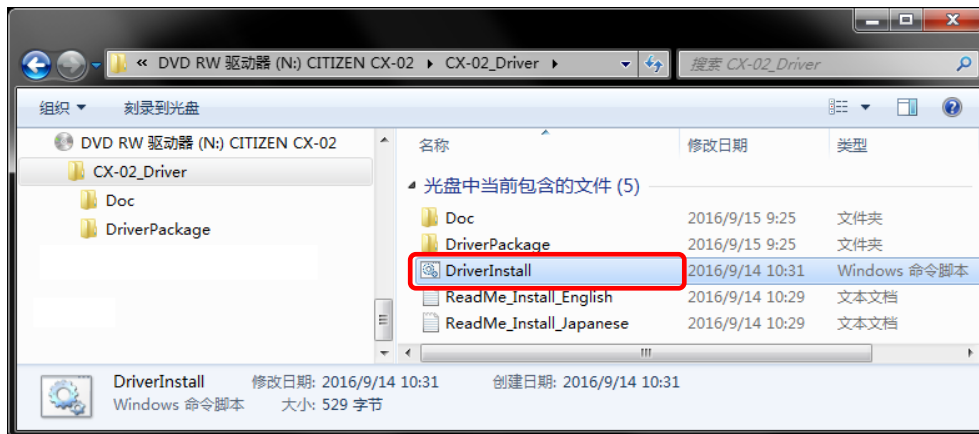 « DVD RW 驱动器 (N:) CITIZEN CX-02 ▸ CX-02_Driver ▸ 搜索 CX-02_Driver
组织 ▼ 刻录到光盘
DVD RW 驱动器 (N:) CITIZEN CX-02
CX-02_Driver
Doc
DriverPackage
名称 修改日期 类型
光盘中当前包含的文件 (5)
Doc 2016/9/15 9:25 文件夹
DriverPackage 2016/9/15 9:25 文件夹
DriverInstall 2016/9/14 10:31 Windows 命令脚本
ReadMe_Install_English 2016/9/14 10:29 文本文档
ReadMe_Install_Japanese 2016/9/14 10:29 文本文档
DriverInstall 修改日期: 2016/9/14 10:31 创建日期: 2016/9/14 10:31
Windows 命令脚本 大小: 529 字节